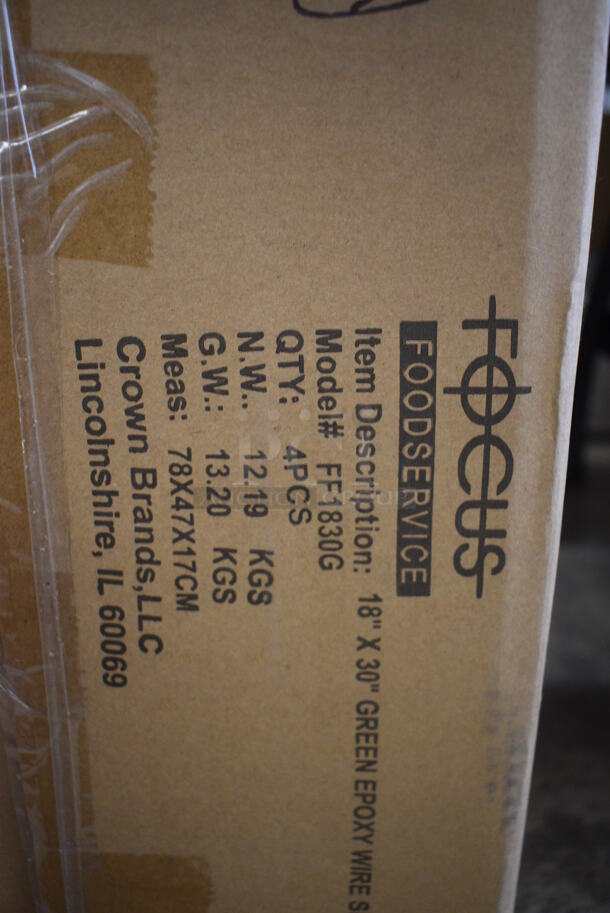 FOCUS
FOODSERVICE
Item Description: 18" X 30" GREEN EPOXY WIRE S
Model# FF1830G
QTY: 4PCS
N.W.: 12.19 KGS
G.W.: 13.20 KGS
Meas: 78X47X17CM
Crown Brands,LLC
Lincolnshire, IL 60069